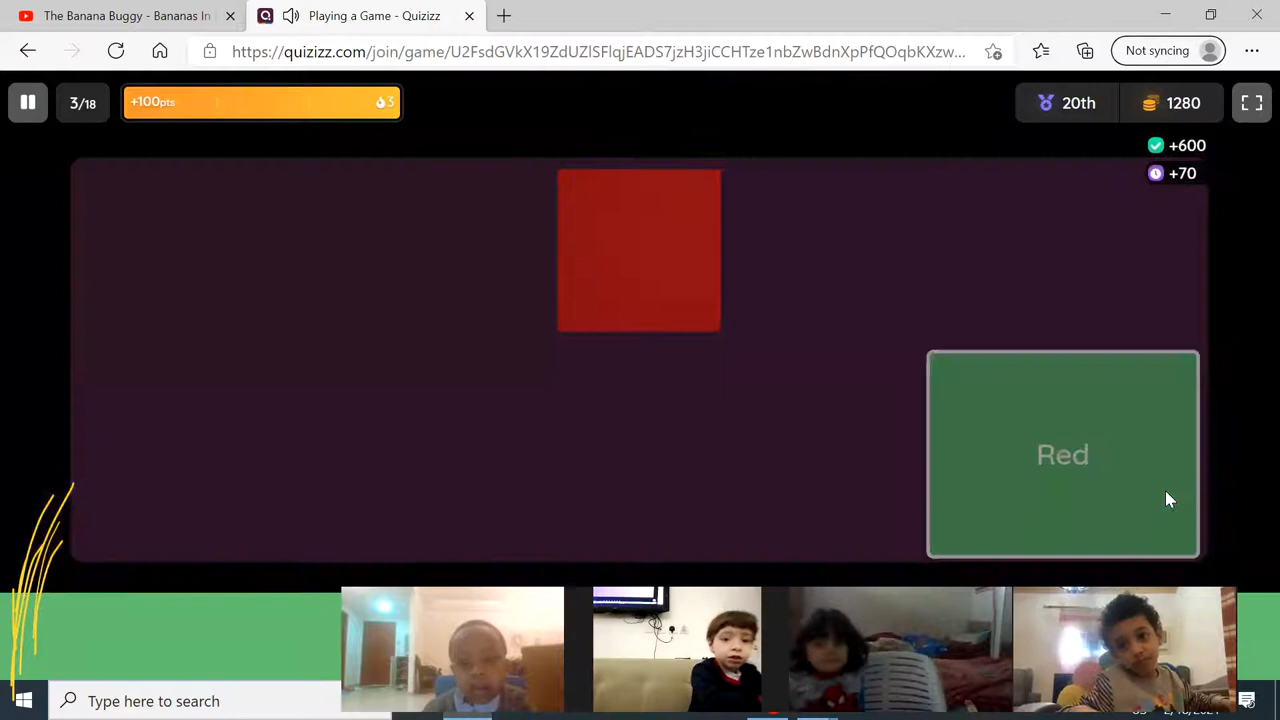 The Banana Buggy - Bananas In
Playing a Game - Quizizz
https://quizizz.com/join/game/U2FsdGVkX19ZdUZlSFlqjEADS7jzH3jiCCHTze1nbZwBdnXpPfQOqbKXzw...
Not syncing
3/18
+100pts
3
20th
1280
+600
+70
Red
Type here to search